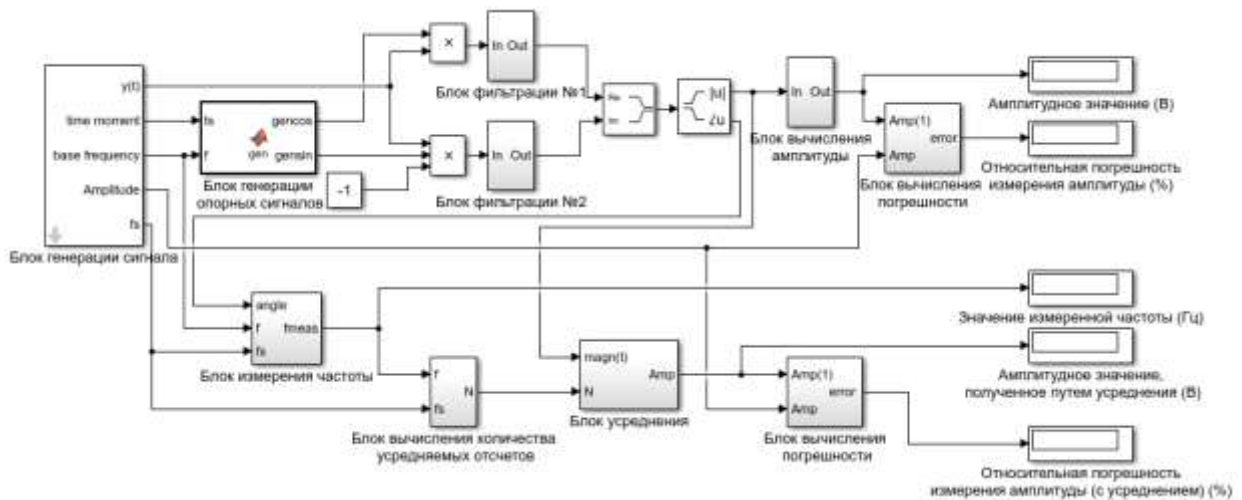 y(t)
time moment
base frequency
Amplitude
fs
Блок генерации сигнала
fs
f
gen
gencos
gensin
Блок генерации
опорных сигналов
-1
×
×
In Out
Блок фильтрации №1
In Out
Блок фильтрации №2
Re
Im
|u|
∠u
In Out
Блок вычисления
амплитуды
Amp(1)
Amp
error
Блок вычисления
погрешности
Амплитудное значение (В)
Относительная погрешность
измерения амплитуды (%)
angle
f
fs
fmeas
Блок измерения частоты
f
fs
N
Блок вычисления количества
усредняемых отсчетов
magn(t)
N
Amp
Блок усреднения
Amp(1)
Amp
error
Блок вычисления
погрешности
Значение измеренной частоты (Гц)
Амплитудное значение,
полученное путем усреднения (В)
Относительная погрешность
измерения амплитуды (с усреднением) (%)